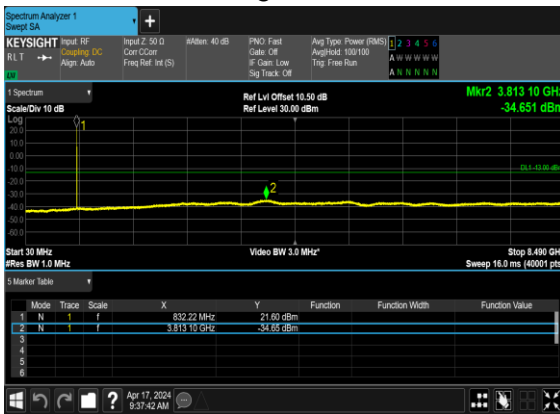 Spectrum Analyzer 1
Swept SA
KEYSIGHT Input: RF Input Z: 50 Ω #Atten: 40 dB PNO: Fast Avg Type: Power (RMS) 1 2 3 4 5 6
RLT Coupling: DC Corr CCorr Gate: Off Avg|Hold: 100/100 A W W W W W
Align: Auto Freq Ref: Int (S) IF Gain: Low Trig: Free Run
Sig Track: Off A N N N N N
LV
1 Spectrum Ref Lvl Offset 10.50 dB Mkr2 3.813 10 GHz
Scale/Div 10 dB Ref Level 30.00 dBm -34.651 dBm
Log
20.0 1
10.0
0.00
-10.0 DL1 -13.00 dBm
-20.0
-30.0 2
-40.0
-50.0
-60.0
Start 30 MHz Video BW 3.0 MHz* Stop 8.490 GHz
#Res BW 1.0 MHz Sweep 16.0 ms (40001 pts)
5 Marker Table
Mode Trace Scale X Y Function Function Width Function Value
1 N 1 f 832.22 MHz 21.60 dBm
2 N 1 f 3.813 10 GHz -34.65 dBm
3
4
5
6
? Apr 17, 2024
9:37:42 AM